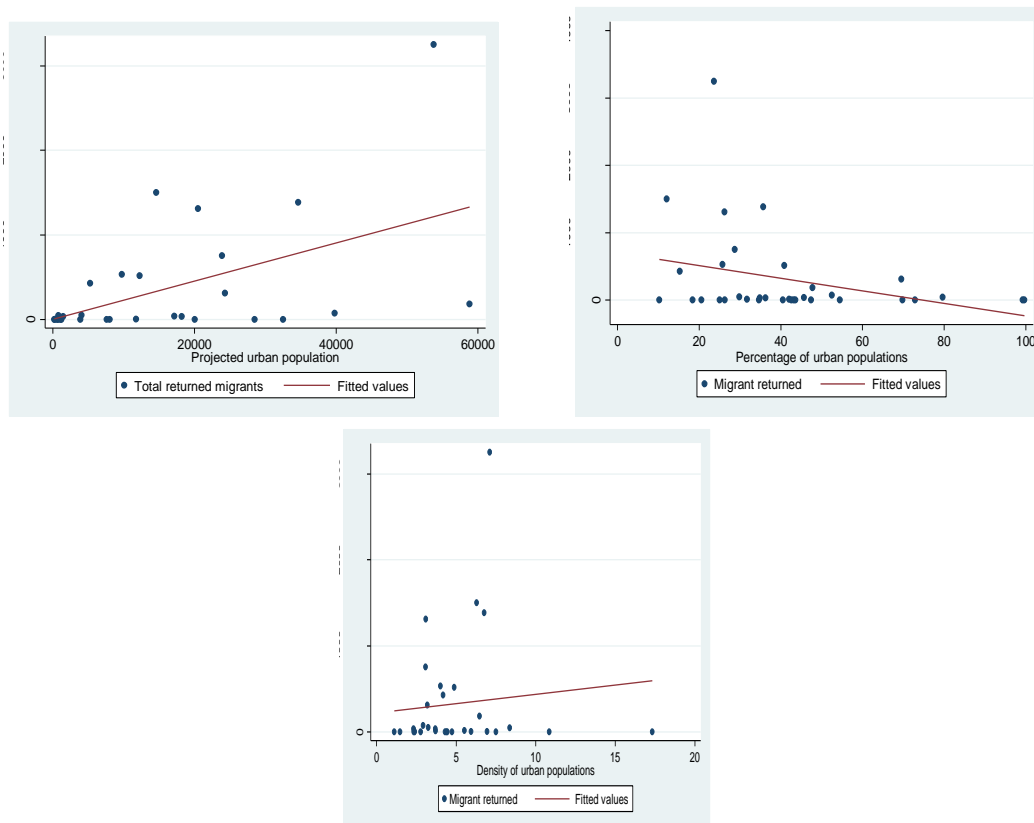 0
0 20000 40000 60000
Projected urban population
Total returned migrants Fitted values
0
0 20 40 60 80 100
Percentage of urban populations
Migrant returned Fitted values
0
0 5 10 15 20
Density of urban populations
Migrant returned Fitted values